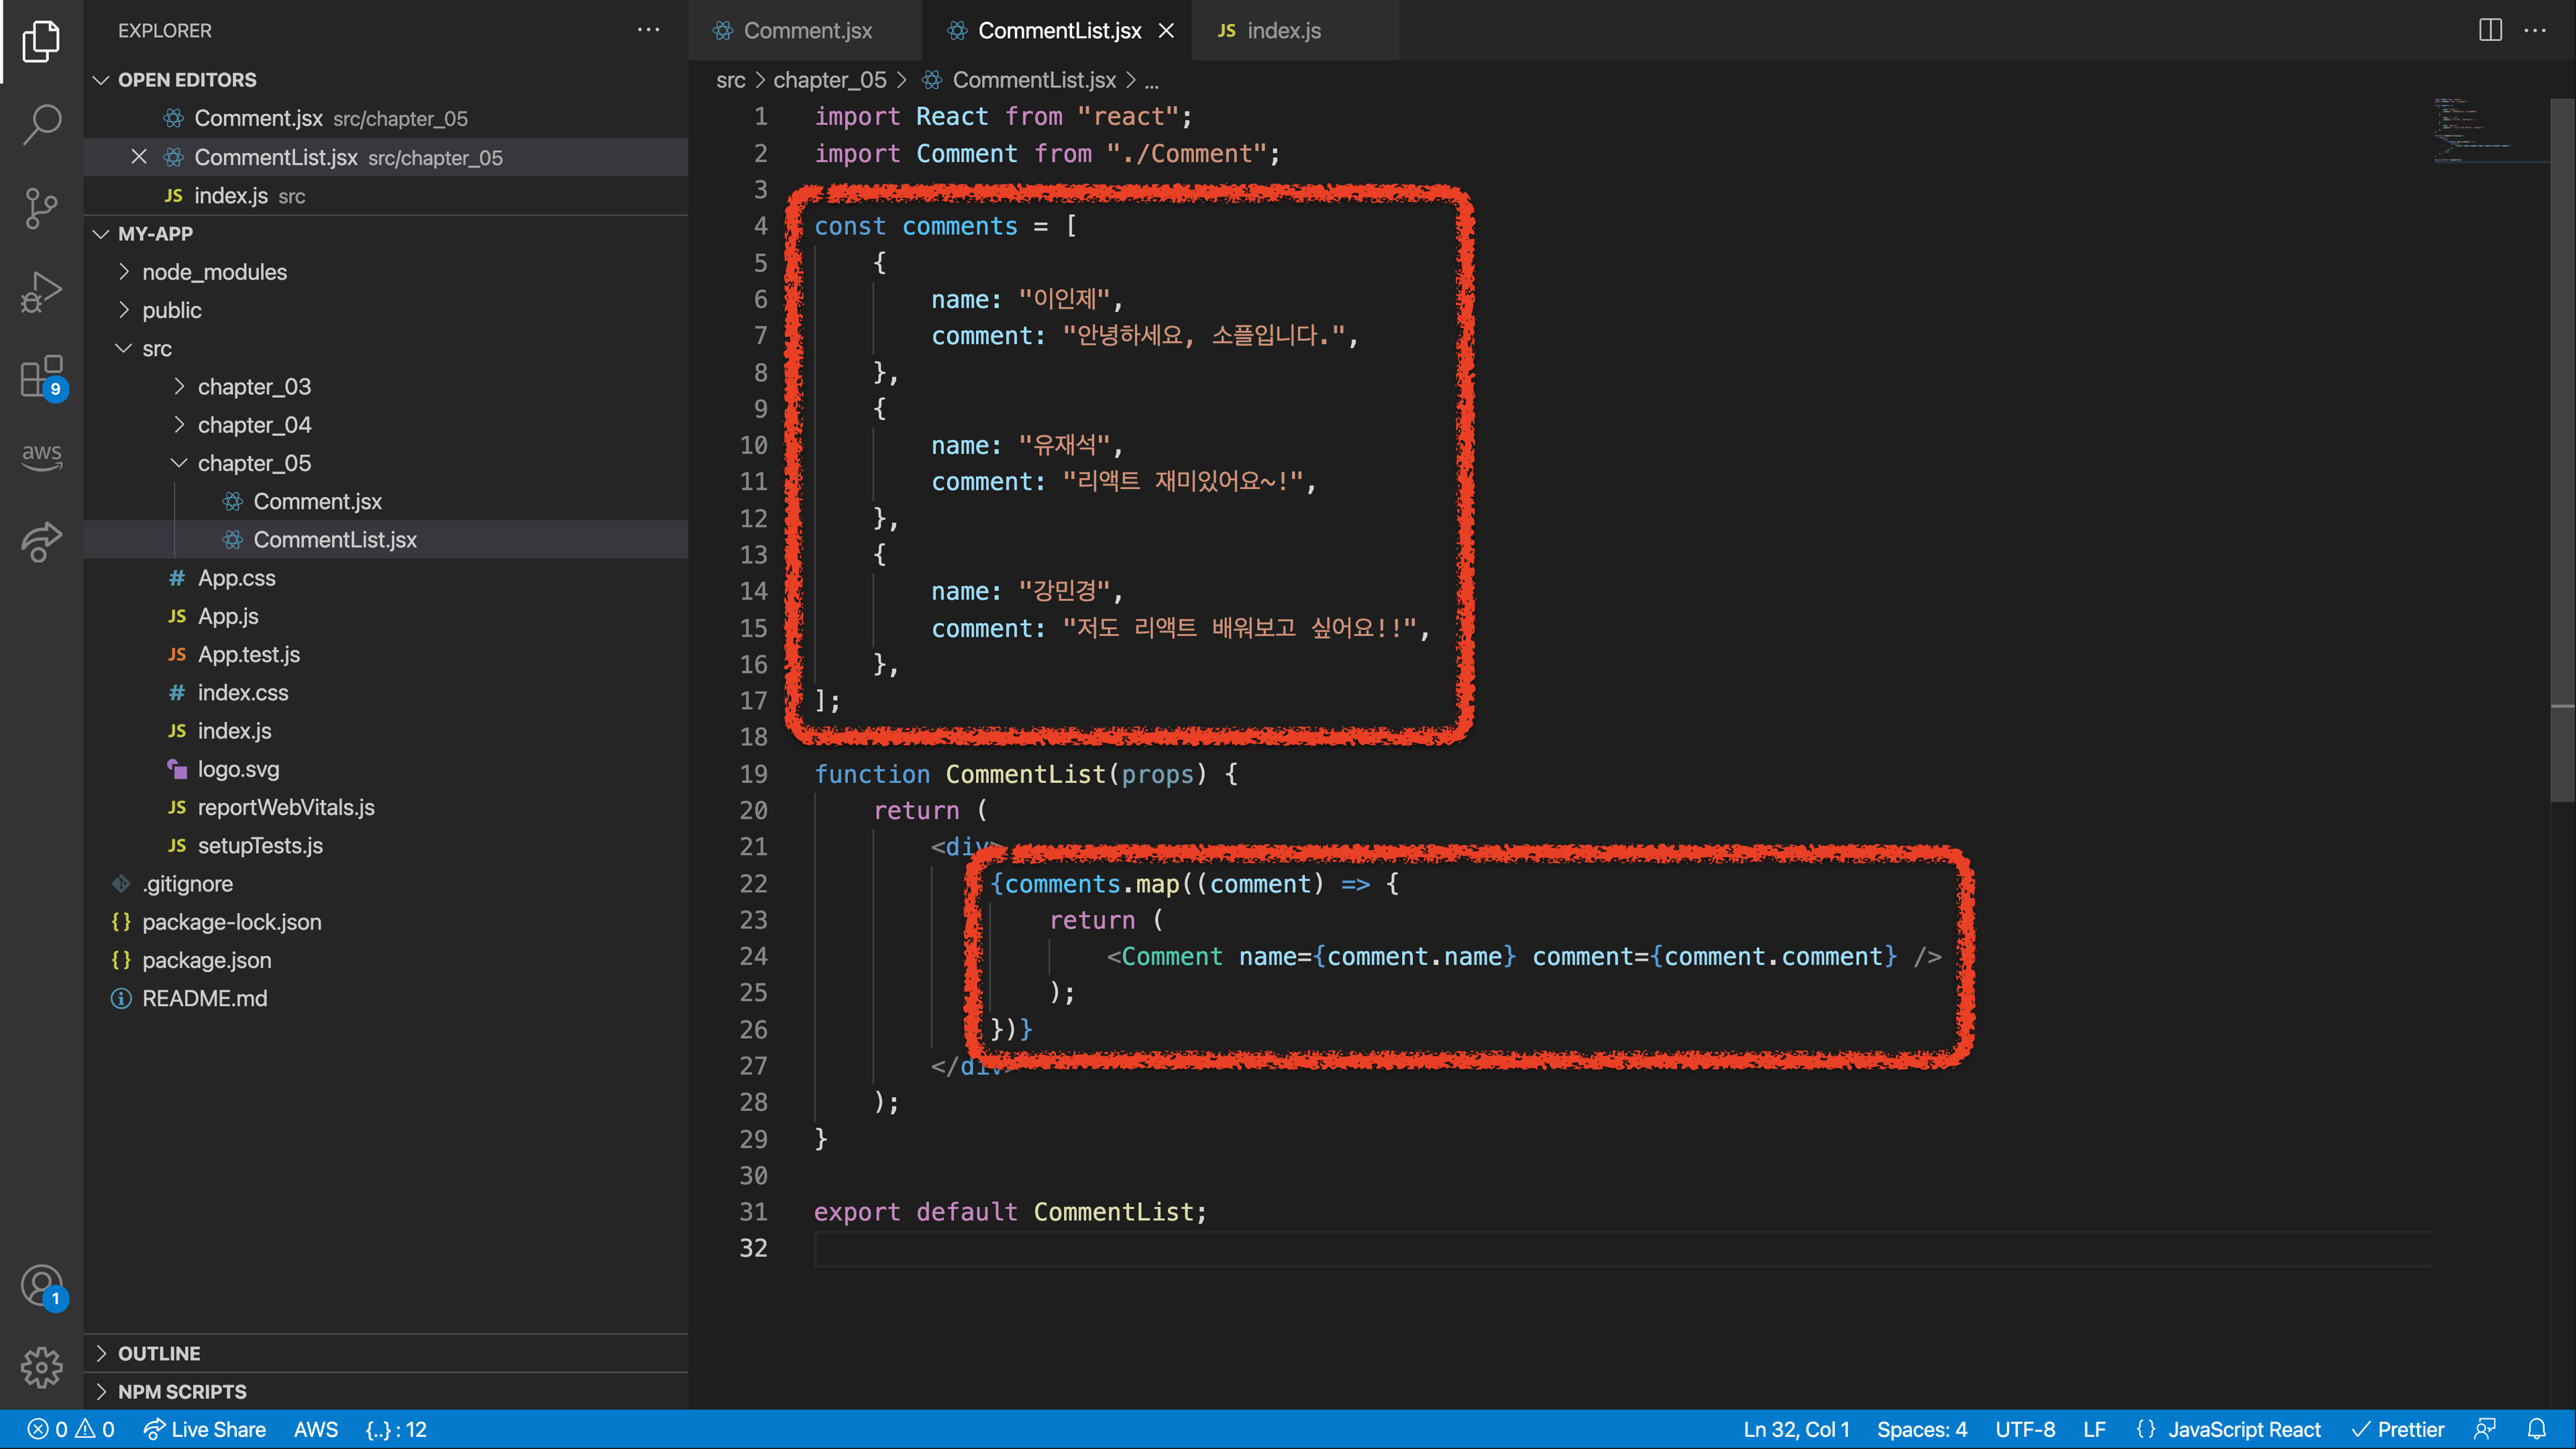 EXPLORER
OPEN EDITORS
Comment.jsx src/chapter_05
CommentList.jsx src/chapter_05
JS index.js src
MY-APP
node_modules
public
src
chapter_03
chapter_04
chapter_05
Comment.jsx
CommentList.jsx
# App.css
JS App.js
JS App.test.js
# index.css
JS index.js
logo.svg
JS reportWebVitals.js
JS setupTests.js
.gitignore
{} package-lock.json
{} package.json
README.md
OUTLINE
NPM SCRIPTS
9
aws
1
Comment.jsx CommentList.jsx JS index.js
src > chapter_05 > CommentList.jsx > ...
1 import React from "react";
2 import Comment from "./Comment";
3
4 const comments = [
5 {
6 name: "이인제",
7 comment: "안녕하세요, 소플입니다.",
8 },
9 {
10 name: "유재석",
11 comment: "리액트 재미있어요~!",
12 },
13 {
14 name: "강민경",
15 comment: "저도 리액트 배워보고 싶어요!!",
16 },
17 ];
18
19 function CommentList(props) {
20 return (
21 <div>
22 {comments.map((comment) => {
23 return (
24 <Comment name={comment.name} comment={comment.comment} />
25 );
26 })}
27 </div>
28 );
29 }
30
31 export default CommentList;
32
0 0 Live Share AWS {..} : 12 Ln 32, Col 1 Spaces: 4 UTF-8 LF {} JavaScript React Prettier